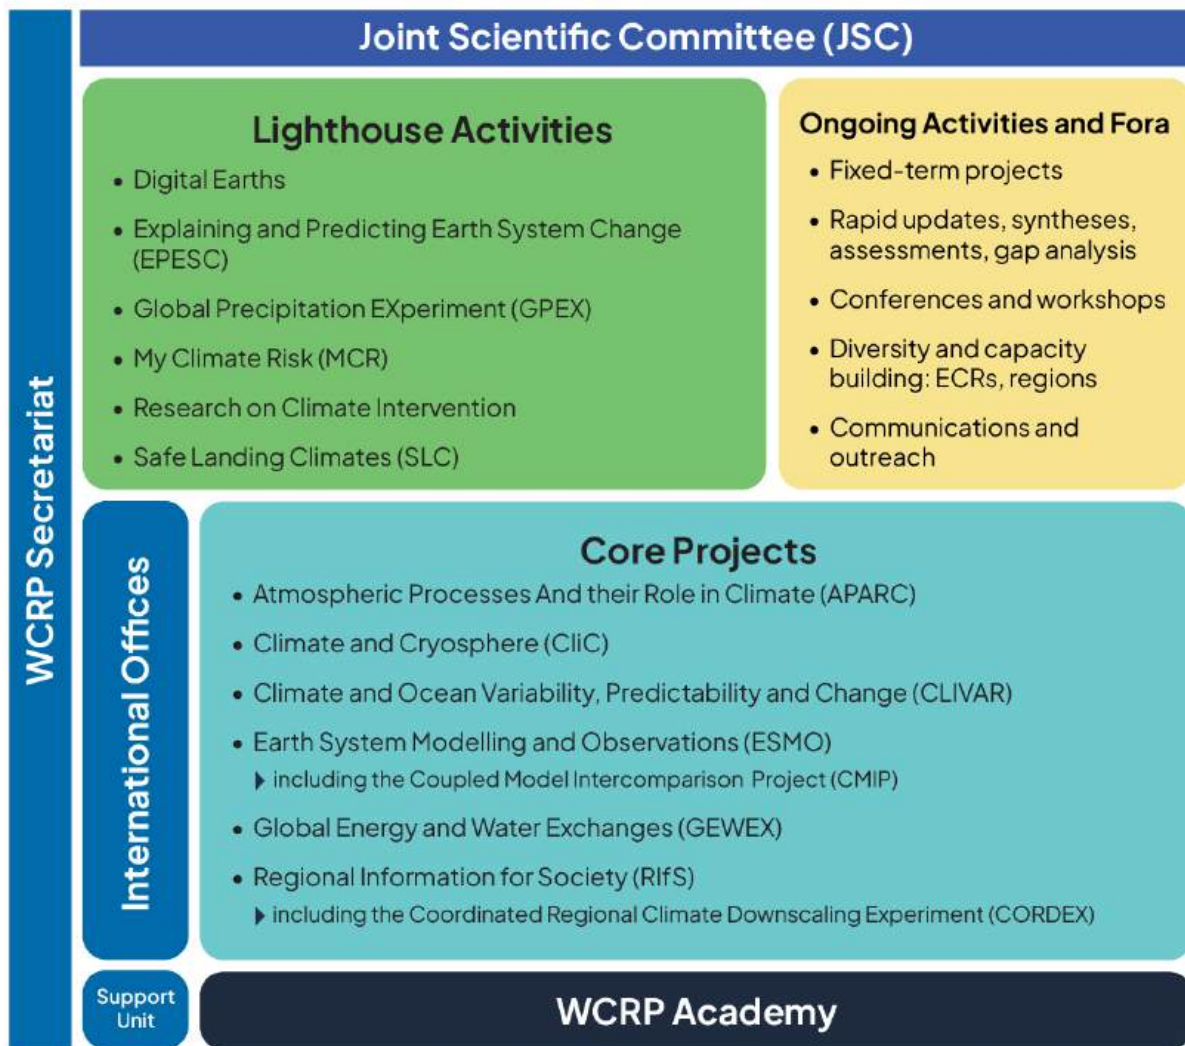 Joint Scientific Committee (JSC)
WCRP Secretariat
Lighthouse Activities
• Digital Earths
• Explaining and Predicting Earth System Change
(EPESC)
• Global Precipitation EXperiment (GPEX)
• My Climate Risk (MCR)
• Research on Climate Intervention
• Safe Landing Climates (SLC)
Ongoing Activities and Fora
• Fixed-term projects
• Rapid updates, syntheses,
assessments, gap analysis
• Conferences and workshops
• Diversity and capacity
building: ECRs, regions
• Communications and
outreach
International Offices
Core Projects
• Atmospheric Processes And their Role in Climate (APARC)
• Climate and Cryosphere (CliC)
• Climate and Ocean Variability, Predictability and Change (CLIVAR)
• Earth System Modelling and Observations (ESMO)
including the Coupled Model Intercomparison Project (CMIP)
• Global Energy and Water Exchanges (GEWEX)
• Regional Information for Society (RIfS)
including the Coordinated Regional Climate Downscaling Experiment (CORDEX)
Support
Unit
WCRP Academy